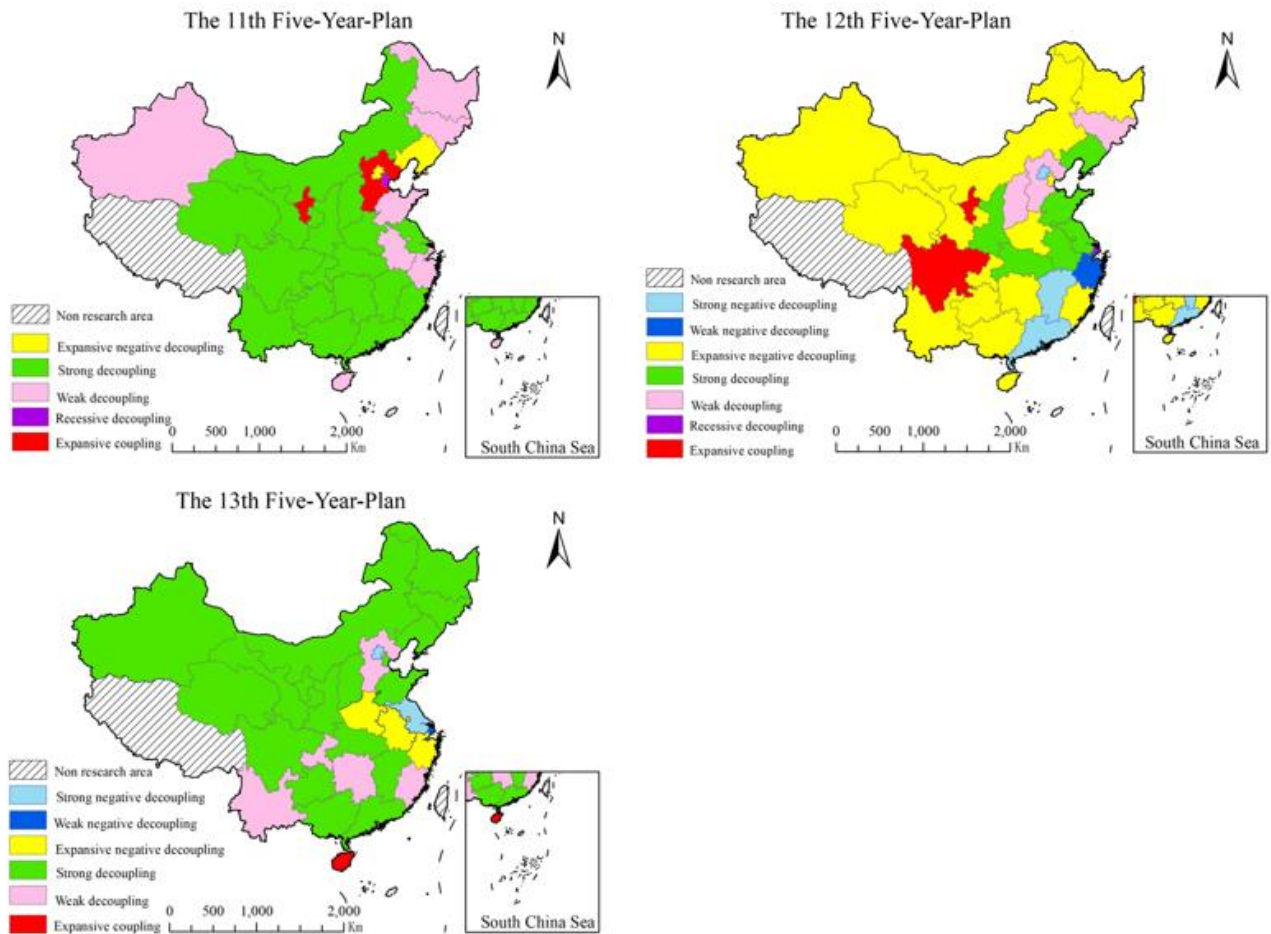 The 11th Five-Year-Plan
N
Non research area
Expansive negative decoupling
Strong decoupling
Weak decoupling
Recessive decoupling
Expansive coupling
0 500 1,000 2,000
Km
South China Sea
The 12th Five-Year-Plan
N
Non research area
Strong negative decoupling
Weak negative decoupling
Expansive negative decoupling
Strong decoupling
Weak decoupling
Recessive decoupling
Expansive coupling
0 500 1,000 2,000
Km
South China Sea
The 13th Five-Year-Plan
N
Non research area
Strong negative decoupling
Weak negative decoupling
Expansive negative decoupling
Strong decoupling
Weak decoupling
Expansive coupling
0 500 1,000 2,000
Km
South China Sea